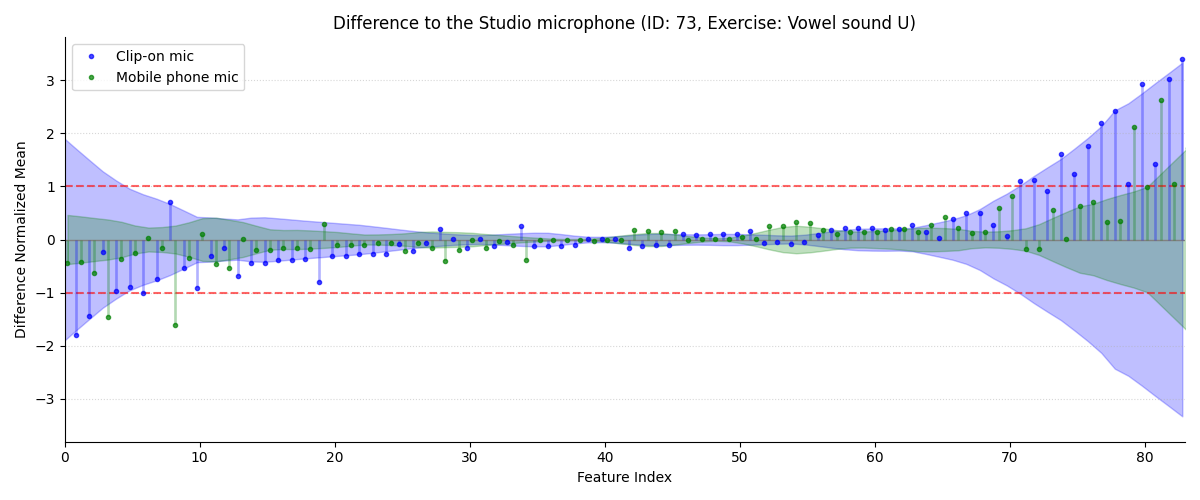 Difference to the Studio microphone (ID: 73, Exercise: Vowel sound U)
Clip-on mic
Mobile phone mic
Difference Normalized Mean
3
2
1
0
−1
−2
−3
0 10 20 30 40 50 60 70 80
Feature Index